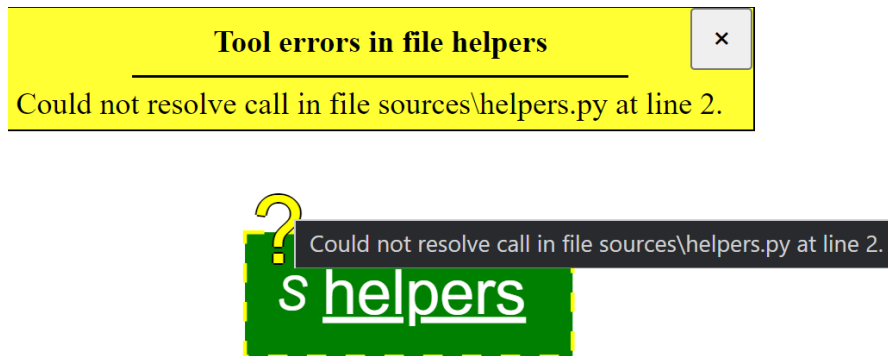 Tool errors in file helpers
×
Could not resolve call in file sources\helpers.py at line 2.
?
Could not resolve call in file sources\helpers.py at line 2.
S helpers